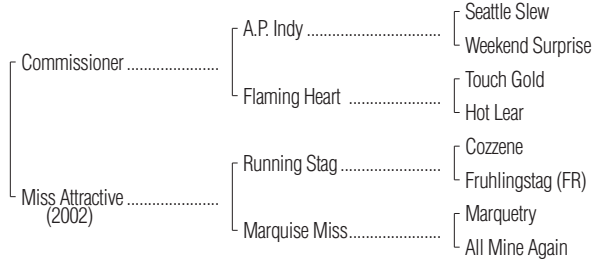 Seattle Slew
A.P. Indy ........................
Weekend Surprise
Commissioner ................
Touch Gold
Flaming Heart ................
Hot Lear
Cozzene
Running Stag ..................
Fruhlingstag (FR)
Miss Attractive ................
(2002)
Marquetry
Marquise Miss................
All Mine Again